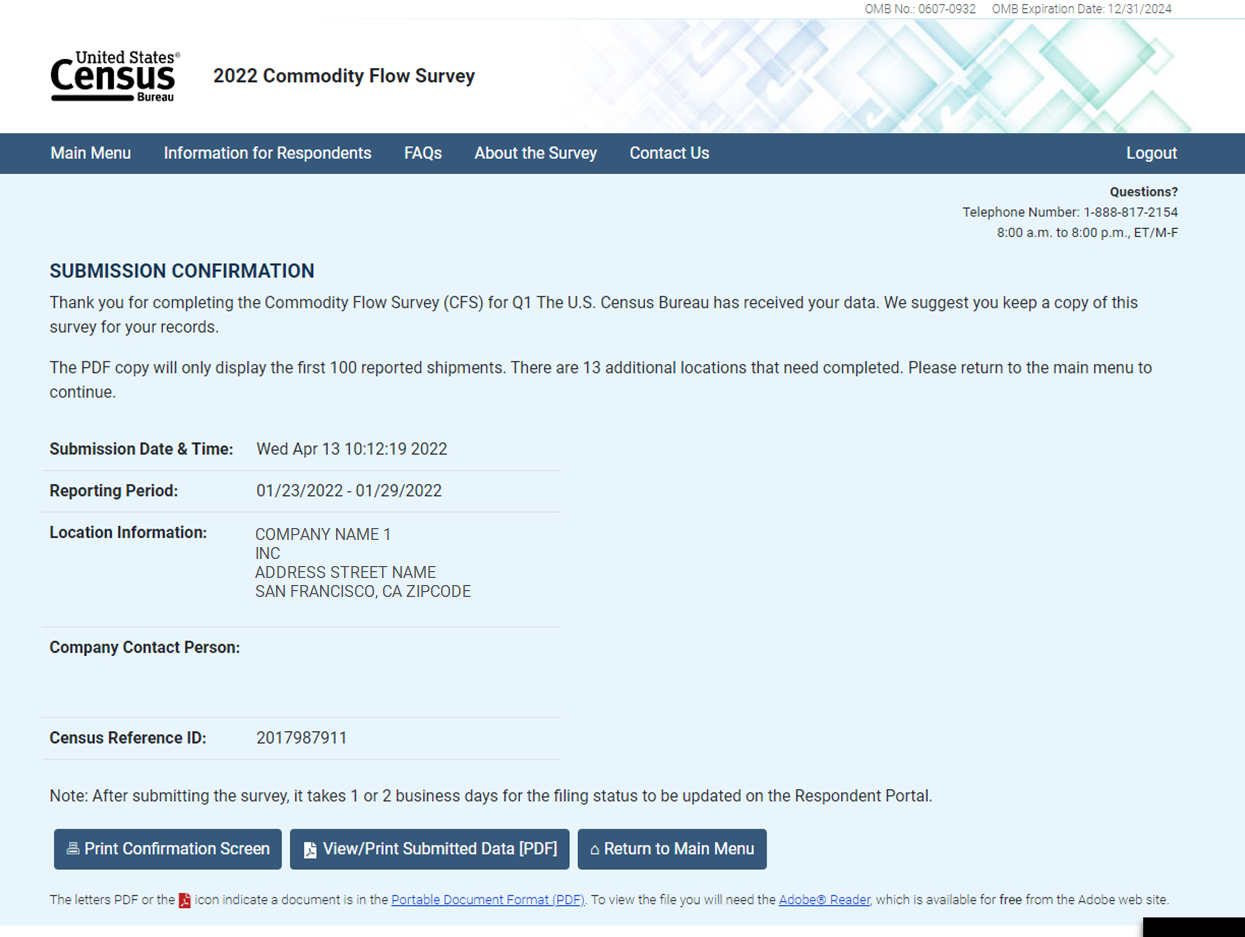 OMB No.: 0607-0932 OMB Expiration Date: 12/31/2024
United States®
Census
Bureau
2022 Commodity Flow Survey
Main Menu Information for Respondents FAQs About the Survey Contact Us Logout
Questions?
Telephone Number: 1-888-817-2154
8:00 a.m. to 8:00 p.m., ET/M-F
SUBMISSION CONFIRMATION
Thank you for completing the Commodity Flow Survey (CFS) for Q1 The U.S. Census Bureau has received your data. We suggest you keep a copy of this
survey for your records.
The PDF copy will only display the first 100 reported shipments. There are 13 additional locations that need completed. Please return to the main menu to
continue.
Submission Date & Time: Wed Apr 13 10:12:19 2022
Reporting Period: 01/23/2022 - 01/29/2022
Location Information: COMPANY NAME 1
INC
ADDRESS STREET NAME
SAN FRANCISCO, CA ZIPCODE
Company Contact Person:
Census Reference ID: 2017987911
Note: After submitting the survey, it takes 1 or 2 business days for the filing status to be updated on the Respondent Portal.
Print Confirmation Screen View/Print Submitted Data [PDF] Return to Main Menu
The letters PDF or the icon indicate a document is in the Portable Document Format (PDF). To view the file you will need the Adobe® Reader, which is available for free from the Adobe web site.